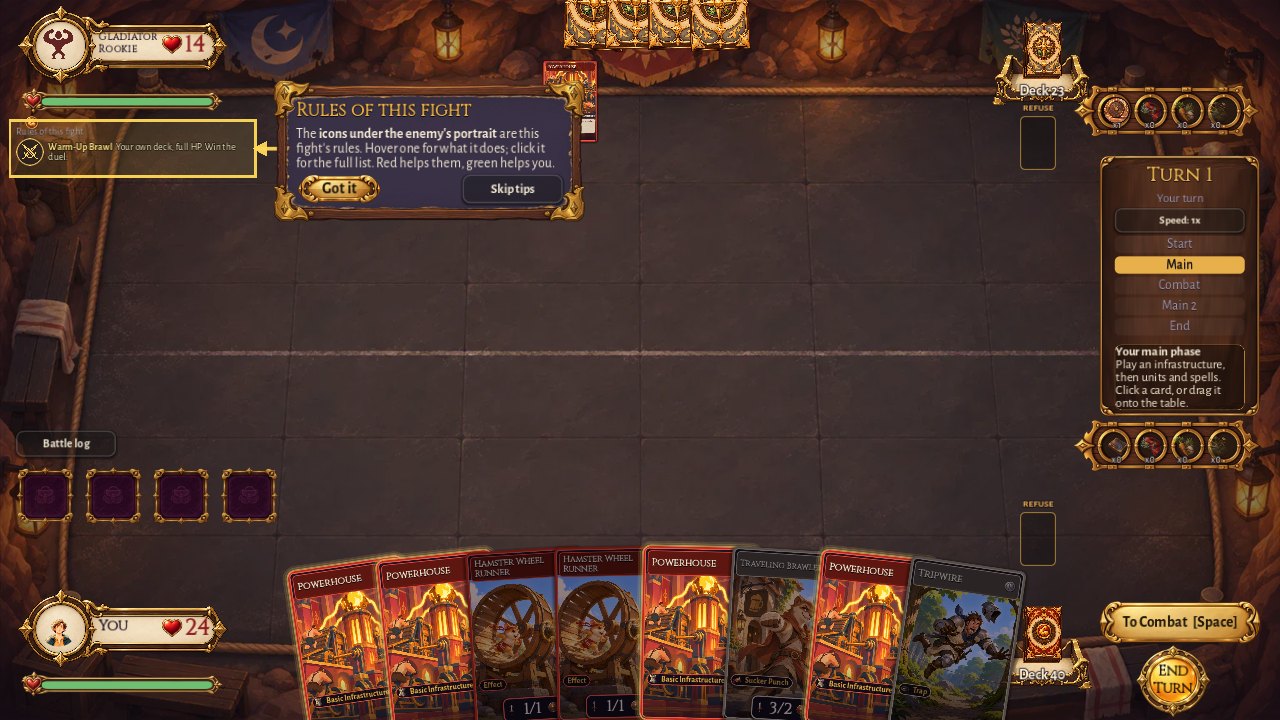 Gladiator
Rookie
14
Deck 23
REFUSE
x1
x0
x0
x0
Rules of this fight
Warm-Up Brawl Your own deck, full HP. Win the
duel.
Rules of this fight
The icons under the enemy's portrait are this
fight's rules. Hover one for what it does; click it
for the full list. Red helps them, green helps you.
Got it
Skip tips
Powerhouse
Turn 1
Your turn
Speed: 1x
Start
Main
Combat
Main 2
End
Your main phase
Play an infrastructure,
then units and spells.
Click a card, or drag it
onto the table.
x0
x0
x0
x0
Battle log
REFUSE
You
24
Powerhouse
Basic Infrastructure
Powerhouse
Basic Infrastructure
Hamster Wheel
Runner
Effect
1/1
Hamster Wheel
Runner
Effect
1/1
Powerhouse
Basic Infrastructure
Traveling Brawle
Sucker Punch
3/2
Powerhouse
Basic Infrastructure
Tripwire
Trap
Deck 40
To Combat [Space]
END
TURN